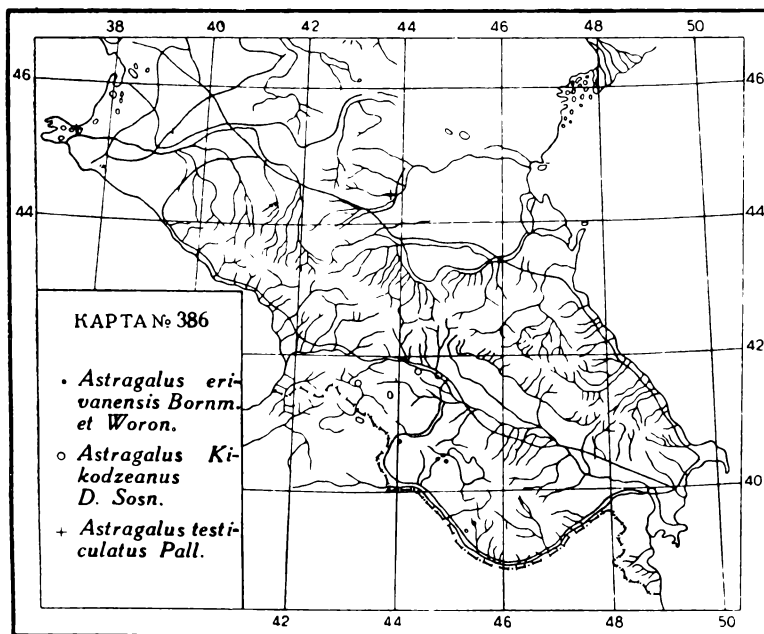 38 40 42 44 46 48 50
46 46
44 44
КАРТА № 386
42
• Astragalus eri-
vanensis Bornm.
et Woron.
○ Astragalus Ki-
kodzeanus
D. Sosn.
40
+ Astragalus testi-
culatus Pall.
42 44 46 48 50